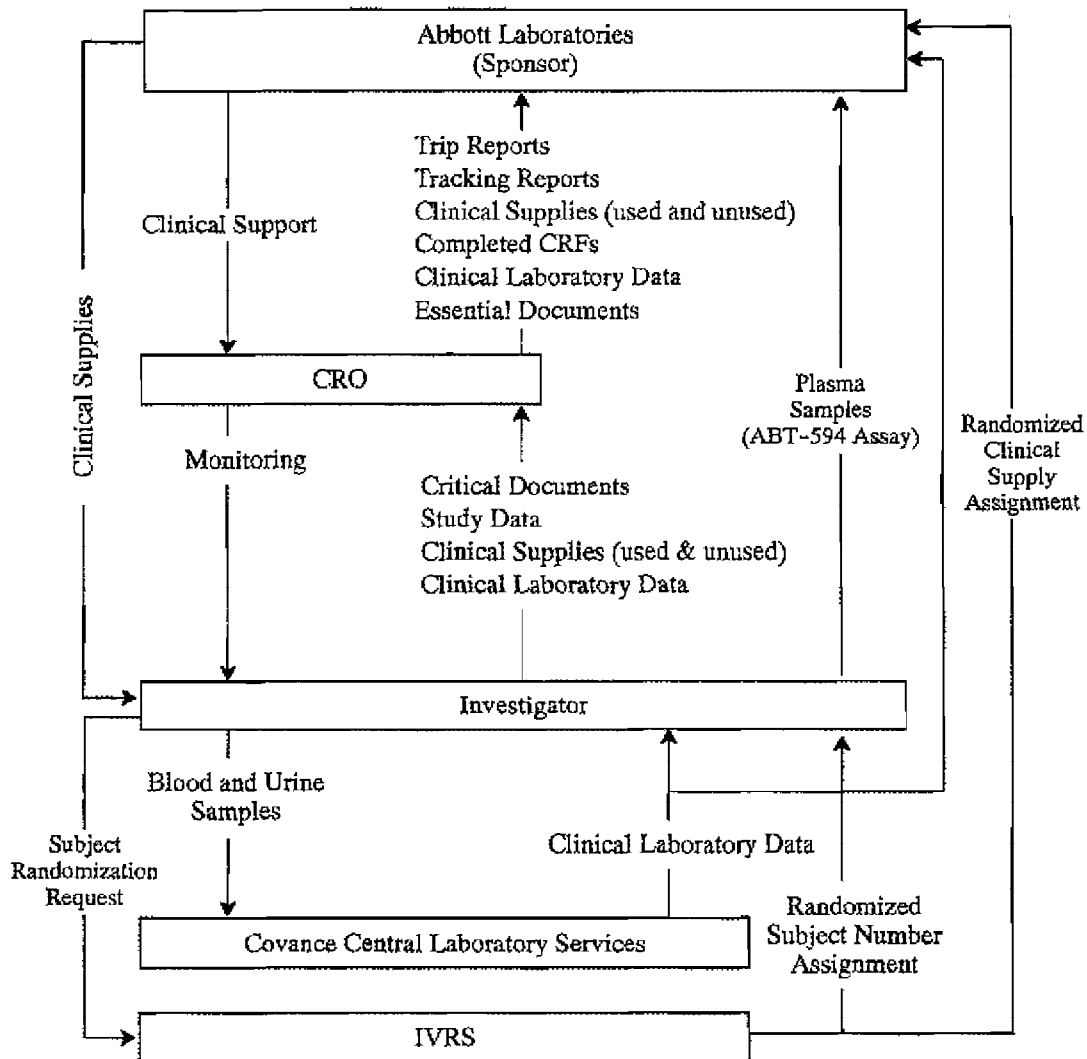 Abbott Laboratories
(Sponsor)
Trip Reports
Tracking Reports
Clinical Supplies (used and unused)
Completed CRFs
Clinical Laboratory Data
Essential Documents
Clinical Support
Clinical Supplies
CRO
Plasma
Samples
(ABT-594 Assay)
Randomized
Clinical
Supply
Assignment
Monitoring
Critical Documents
Study Data
Clinical Supplies (used & unused)
Clinical Laboratory Data
Investigator
Blood and Urine
Samples
Subject
Randomization
Request
Clinical Laboratory Data
Randomized
Subject Number
Assignment
Covance Central Laboratory Services
IVRS